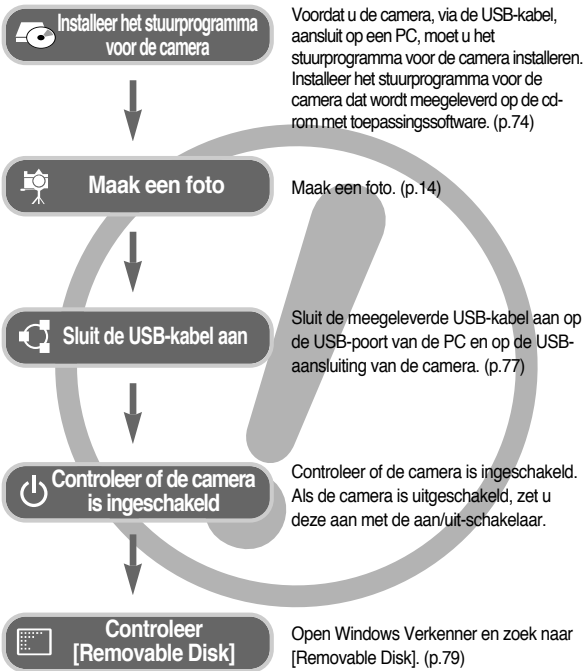 Installeer het stuurprogramma
voor de camera
Voordat u de camera, via de USB-kabel,
aansluit op een PC, moet u het
stuurprogramma voor de camera installeren.
Installeer het stuurprogramma voor de
camera dat wordt meegeleverd op de cd-
rom met toepassingssoftware. (p.74)
Maak een foto
Maak een foto. (p.14)
Sluit de USB-kabel aan
Sluit de meegeleverde USB-kabel aan op
de USB-poort van de PC en op de USB-
aansluiting van de camera. (p.77)
Controleer of de camera
is ingeschakeld
Controleer of de camera is ingeschakeld.
Als de camera is uitgeschakeld, zet u
deze aan met de aan/uit-schakelaar.
Controleer
[Removable Disk]
Open Windows Verkenner en zoek naar
[Removable Disk]. (p.79)